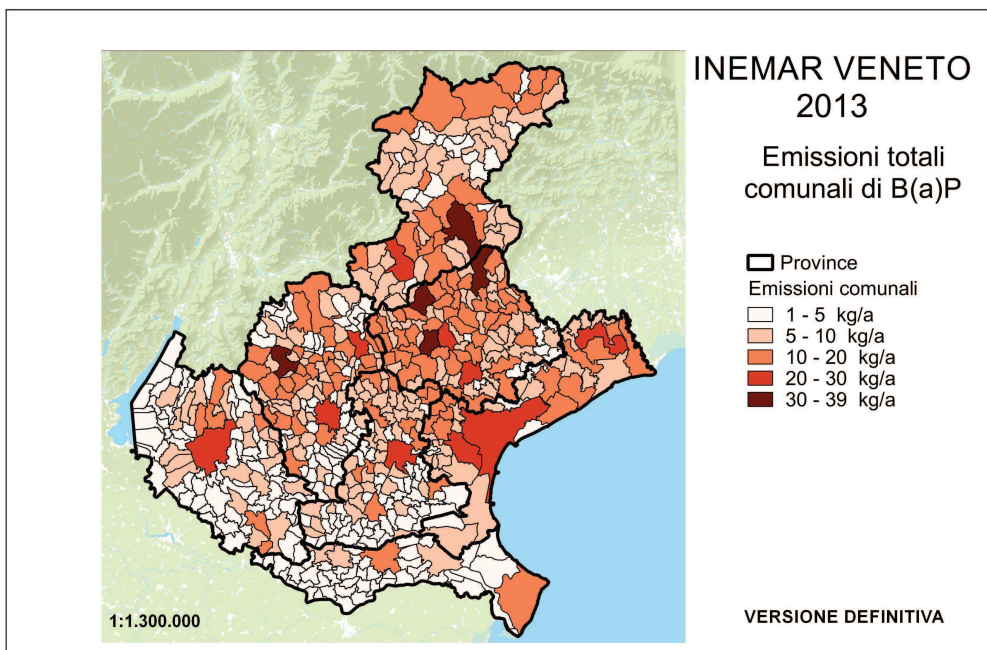 INEMAR VENETO
2013
Emissioni totali
comunali di B(a)P
Province
Emissioni comunali
1 - 5 kg/a
5 - 10 kg/a
10 - 20 kg/a
20 - 30 kg/a
30 - 39 kg/a
1:1.300.000
VERSIONE DEFINITIVA